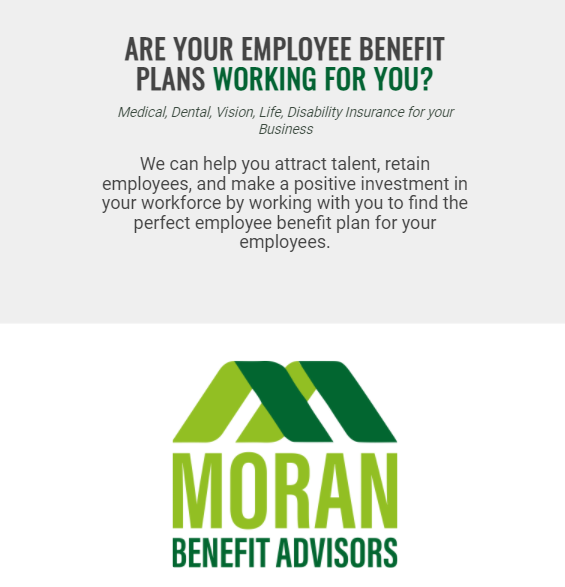 ARE YOUR EMPLOYEE BENEFIT
PLANS WORKING FOR YOU?
Medical, Dental, Vision, Life, Disability Insurance for your
Business
We can help you attract talent, retain
employees, and make a positive investment in
your workforce by working with you to find the
perfect employee benefit plan for your
employees.
MORAN
BENEFIT ADVISORS